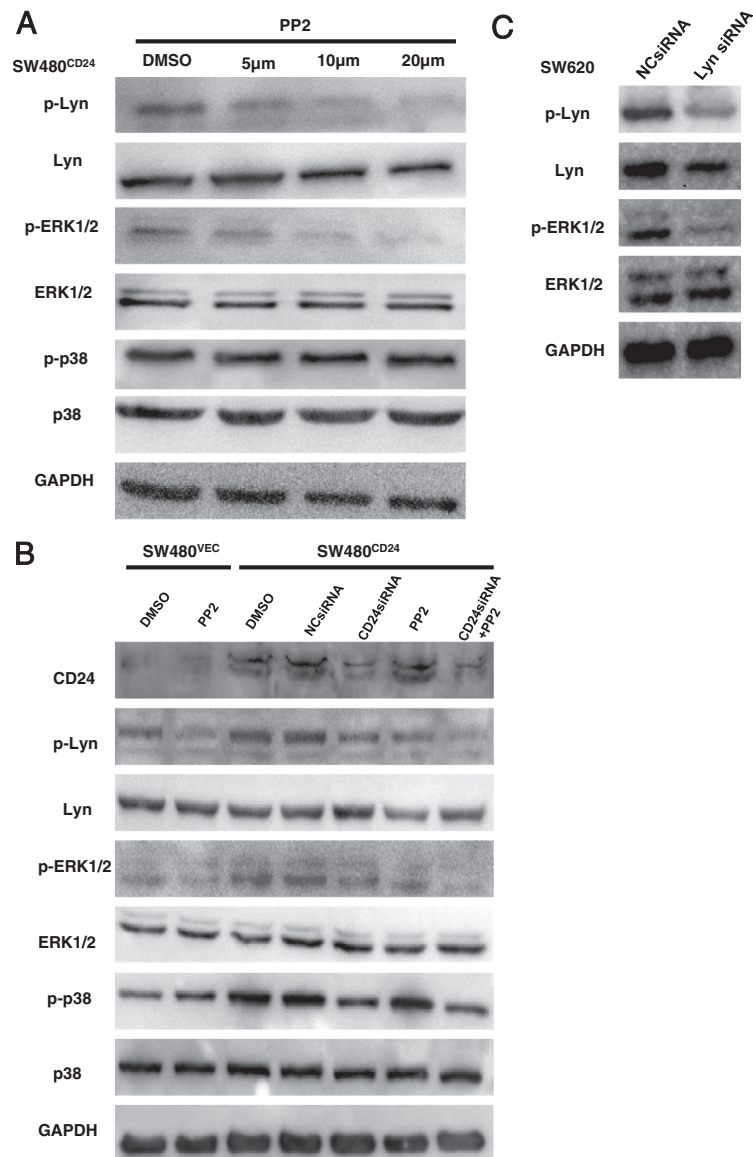 A
PP2
SW480CD24
DMSO 5µm 10µm 20µm
p-Lyn
Lyn
p-ERK1/2
ERK1/2
p-p38
p38
GAPDH
C
NCsiRNA Lyn siRNA
SW620
p-Lyn
Lyn
p-ERK1/2
ERK1/2
GAPDH
B
SW480VEC SW480CD24
DMSO PP2 DMSO NCsiRNA CD24siRNA PP2 CD24siRNA
+PP2
CD24
p-Lyn
Lyn
p-ERK1/2
ERK1/2
p-p38
p38
GAPDH